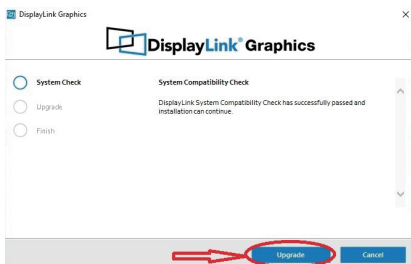 DisplayLink Graphics
DisplayLink® Graphics
System Check
System Compatibility Check
DisplayLink System Compatibility Check has successfully passed and
installation can continue.
Upgrade
Finish
Upgrade
Cancel